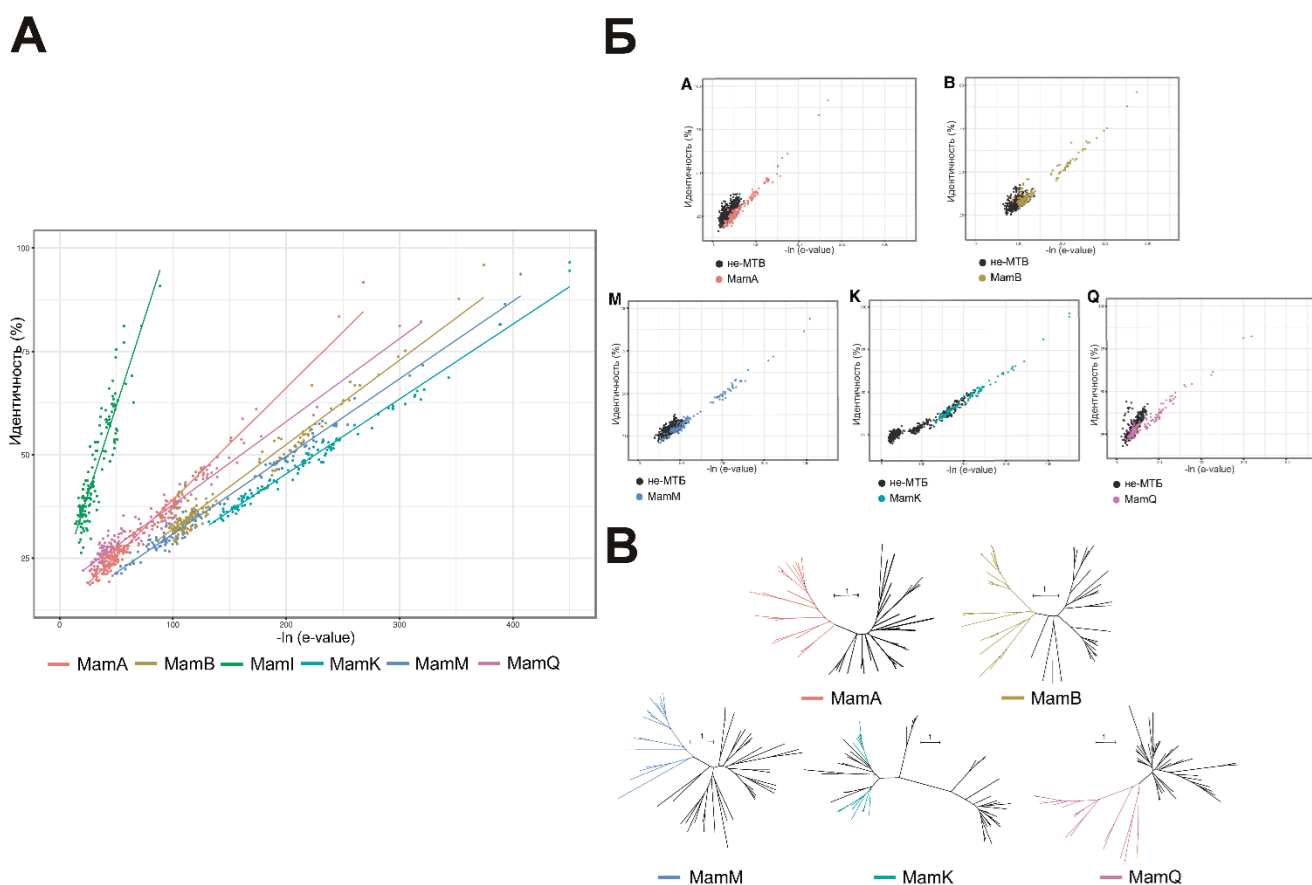 А
Идентичность (%)
100
75
50
25
0
100
200
300
400
-ln (e-value)
MamA
MamB
MamI
MamK
MamM
MamQ
Б
A
Идентичность (%)
-ln (e-value)
не-МТВ
MamA
B
Идентичность (%)
-ln (e-value)
не-МТВ
MamB
M
Идентичность (%)
-ln (e-value)
не-МТБ
MamM
K
Идентичность (%)
-ln (e-value)
не-МТБ
MamK
Q
Идентичность (%)
-ln (e-value)
не-МТБ
MamQ
В
1
MamA
1
MamB
1
MamM
1
MamK
1
MamQ